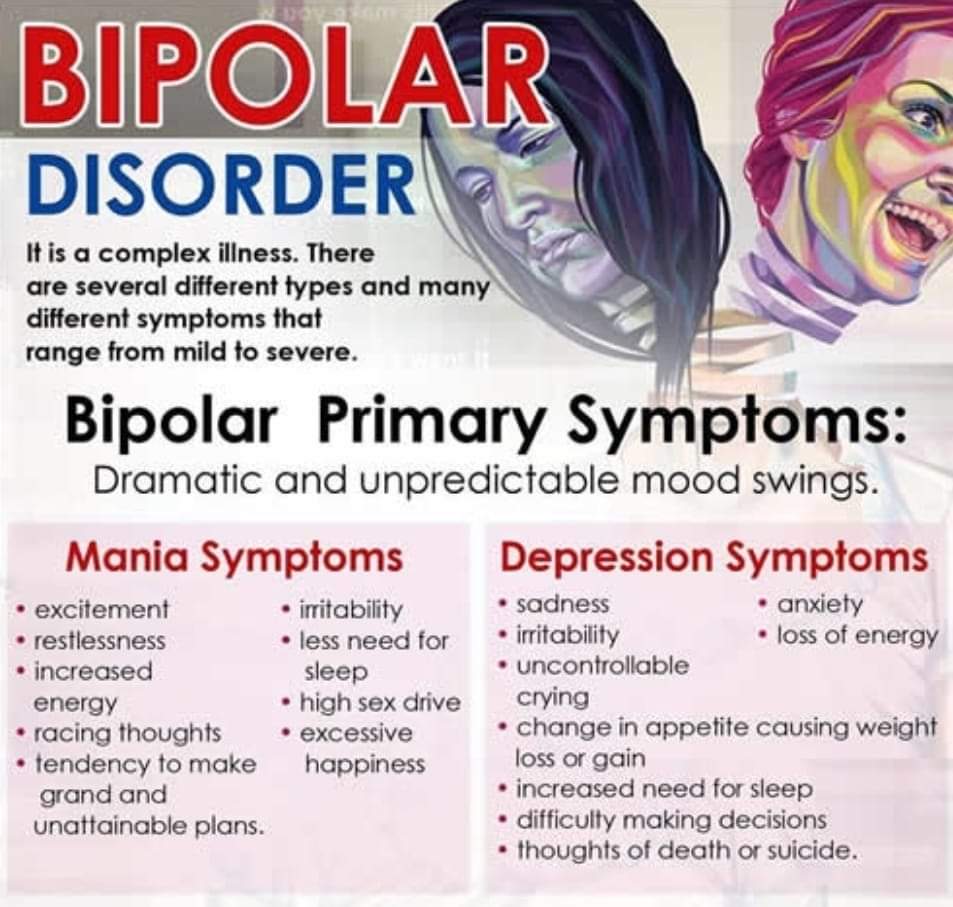 BIPOLAR
DISORDER
It is a complex illness. There
are several different types and many
different symptoms that
range from mild to severe.
Bipolar Primary Symptoms:
Dramatic and unpredictable mood swings.
Mania Symptoms
• excitement
• restlessness
• increased
energy
• racing thoughts
• tendency to make
grand and
unattainable plans.
• irritability
• less need for
sleep
• high sex drive
• excessive
happiness
Depression Symptoms
• sadness
• irritability
• uncontrollable
crying
• anxiety
• loss of energy
• change in appetite causing weight
loss or gain
• increased need for sleep
• difficulty making decisions
• thoughts of death or suicide.